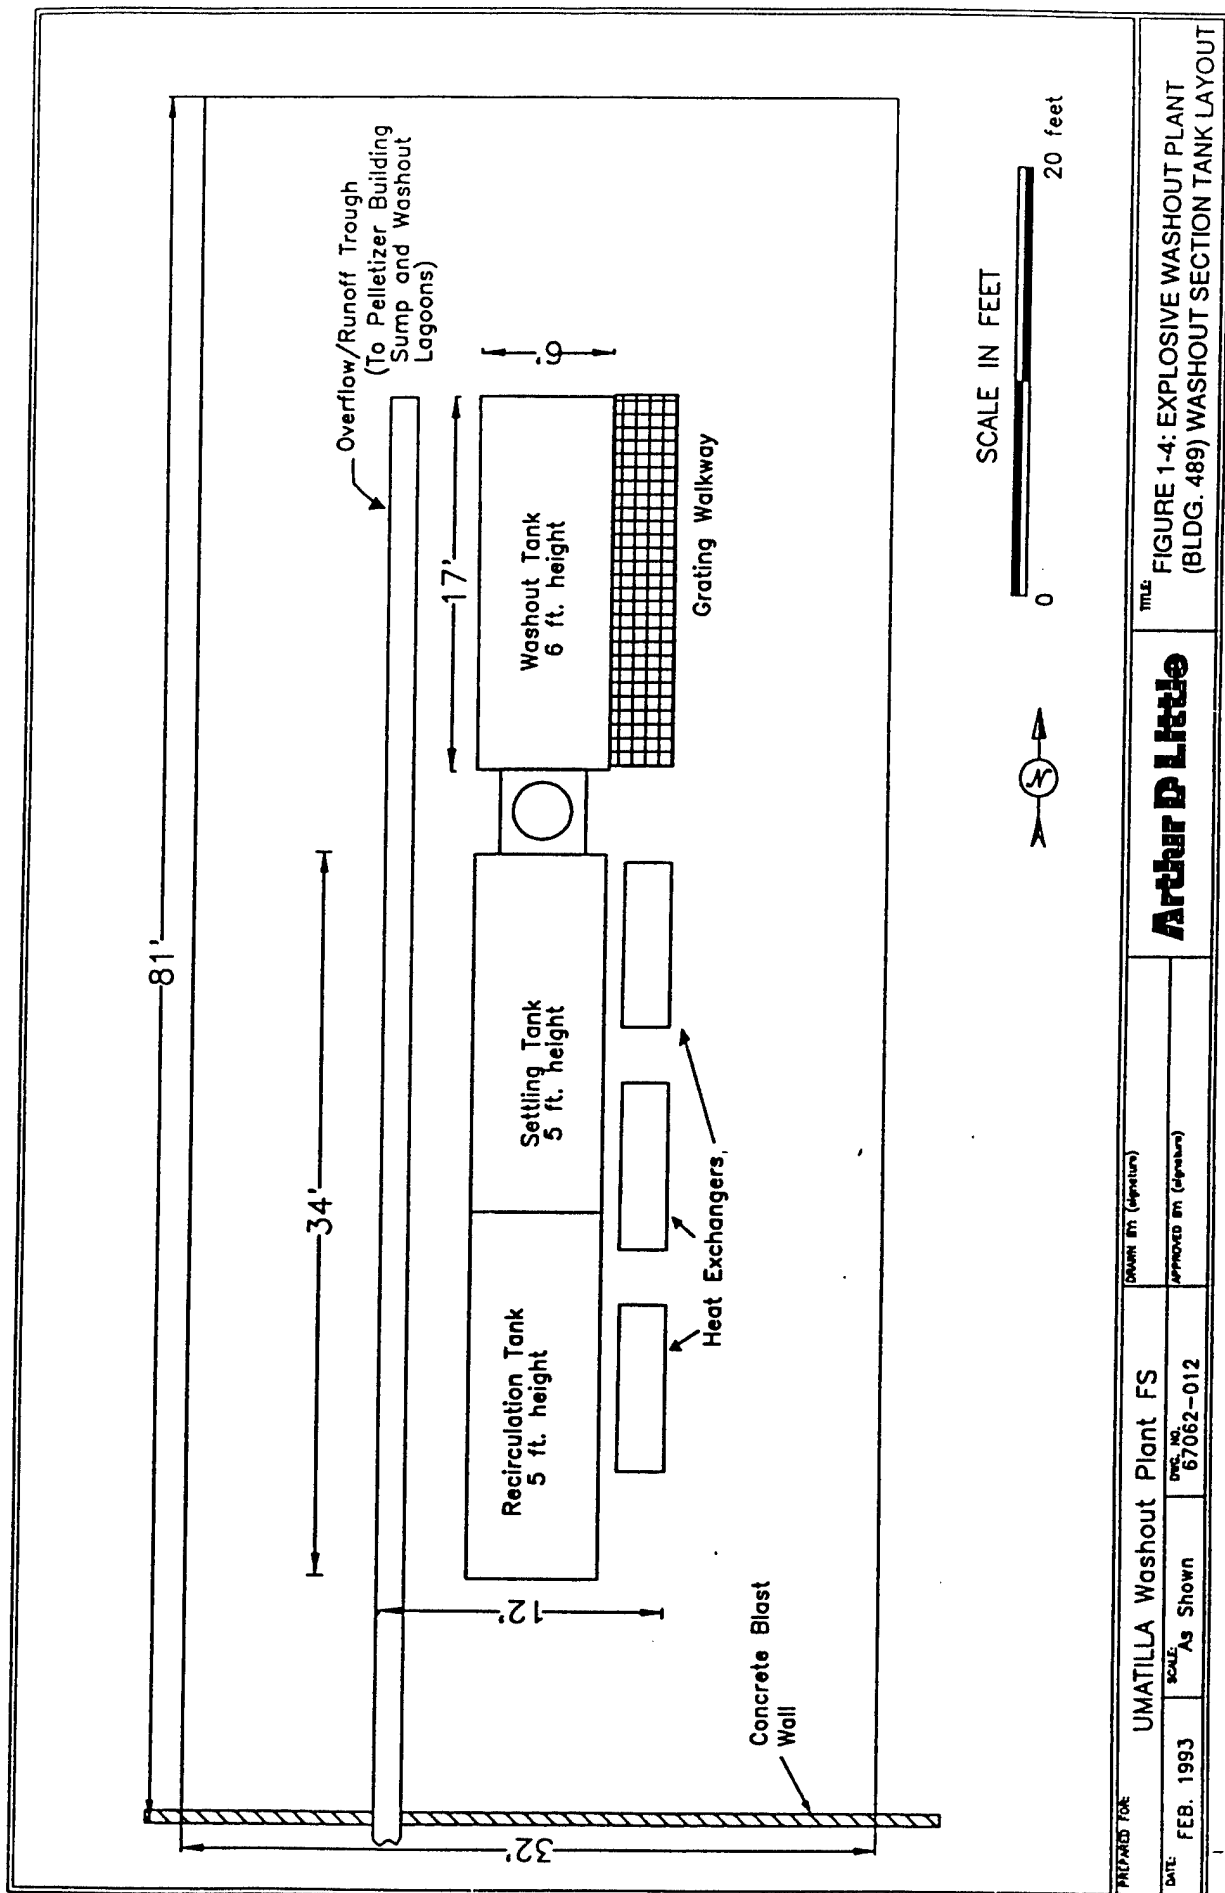 81'
Overflow/Runoff Trough
(To Pelletizer Building
Sump and Washout
Lagoons)
34'
17'
6'
Recirculation Tank
5 ft. height
Settling Tank
5 ft. height
Washout Tank
6 ft. height
12'
32'
Heat Exchangers
Grating Walkway
Concrete Blast
Wall
N
SCALE IN FEET
0
20 feet
PREPARED FOR:
UMATILLA Washout Plant FS
DATE:
FEB. 1993
SCALE:
As Shown
DWG. NO.
67062-012
DRAWN BY: (signature)
APPROVED BY: (signature)
Arthur D Little
TITLE:
FIGURE 1-4: EXPLOSIVE WASHOUT PLANT
(BLDG. 489) WASHOUT SECTION TANK LAYOUT